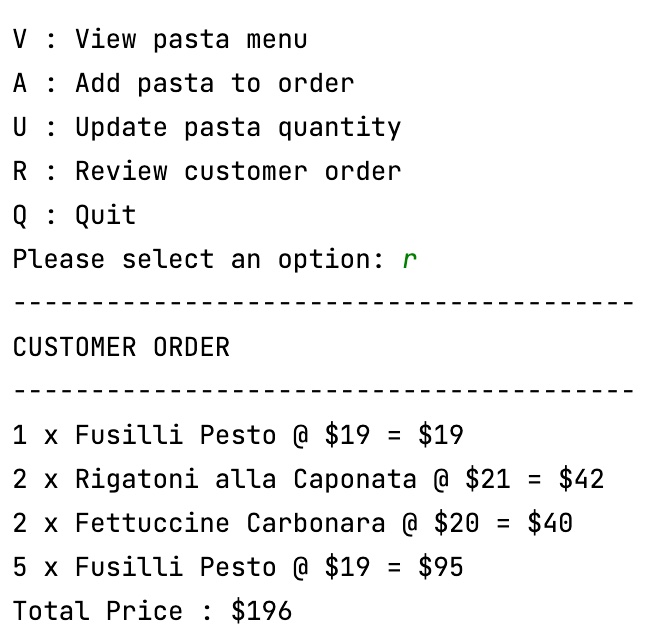 V : View pasta menu
A : Add pasta to order
U : Update pasta quantity
R : Review customer order
Q : Quit
Please select an option: r
----------------------------------------
CUSTOMER ORDER
----------------------------------------
1 x Fusilli Pesto @ $19 = $19
2 x Rigatoni alla Caponata @ $21 = $42
2 x Fettuccine Carbonara @ $20 = $40
5 x Fusilli Pesto @ $19 = $95
Total Price : $196